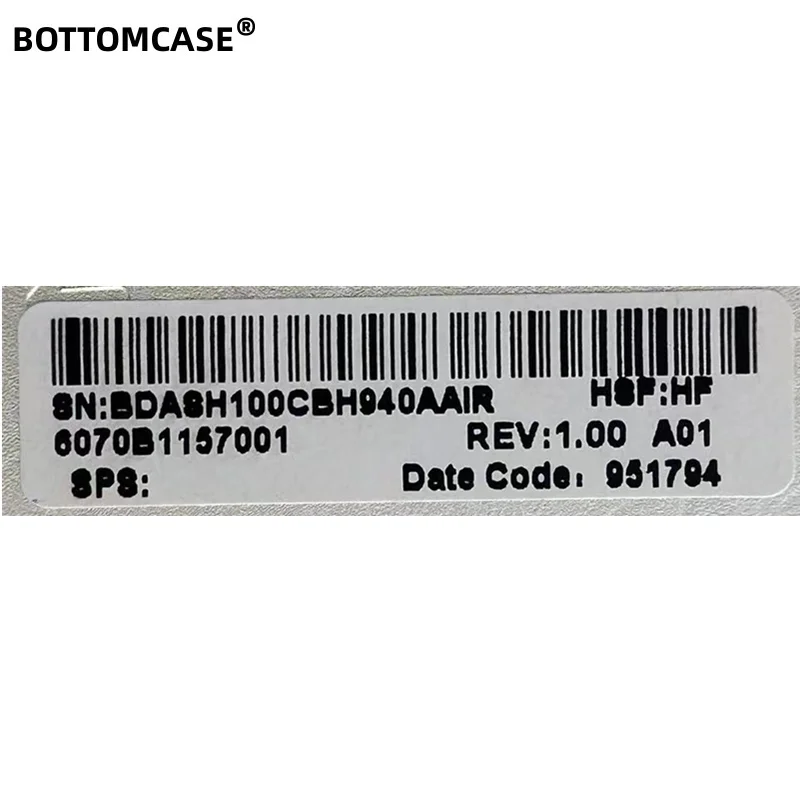 BOTTOMCASE®
SN:BDASH100CBH940AAIR HSF:HF
6070B1157001 REV:1.00 A01
SPS: Date Code: 951794